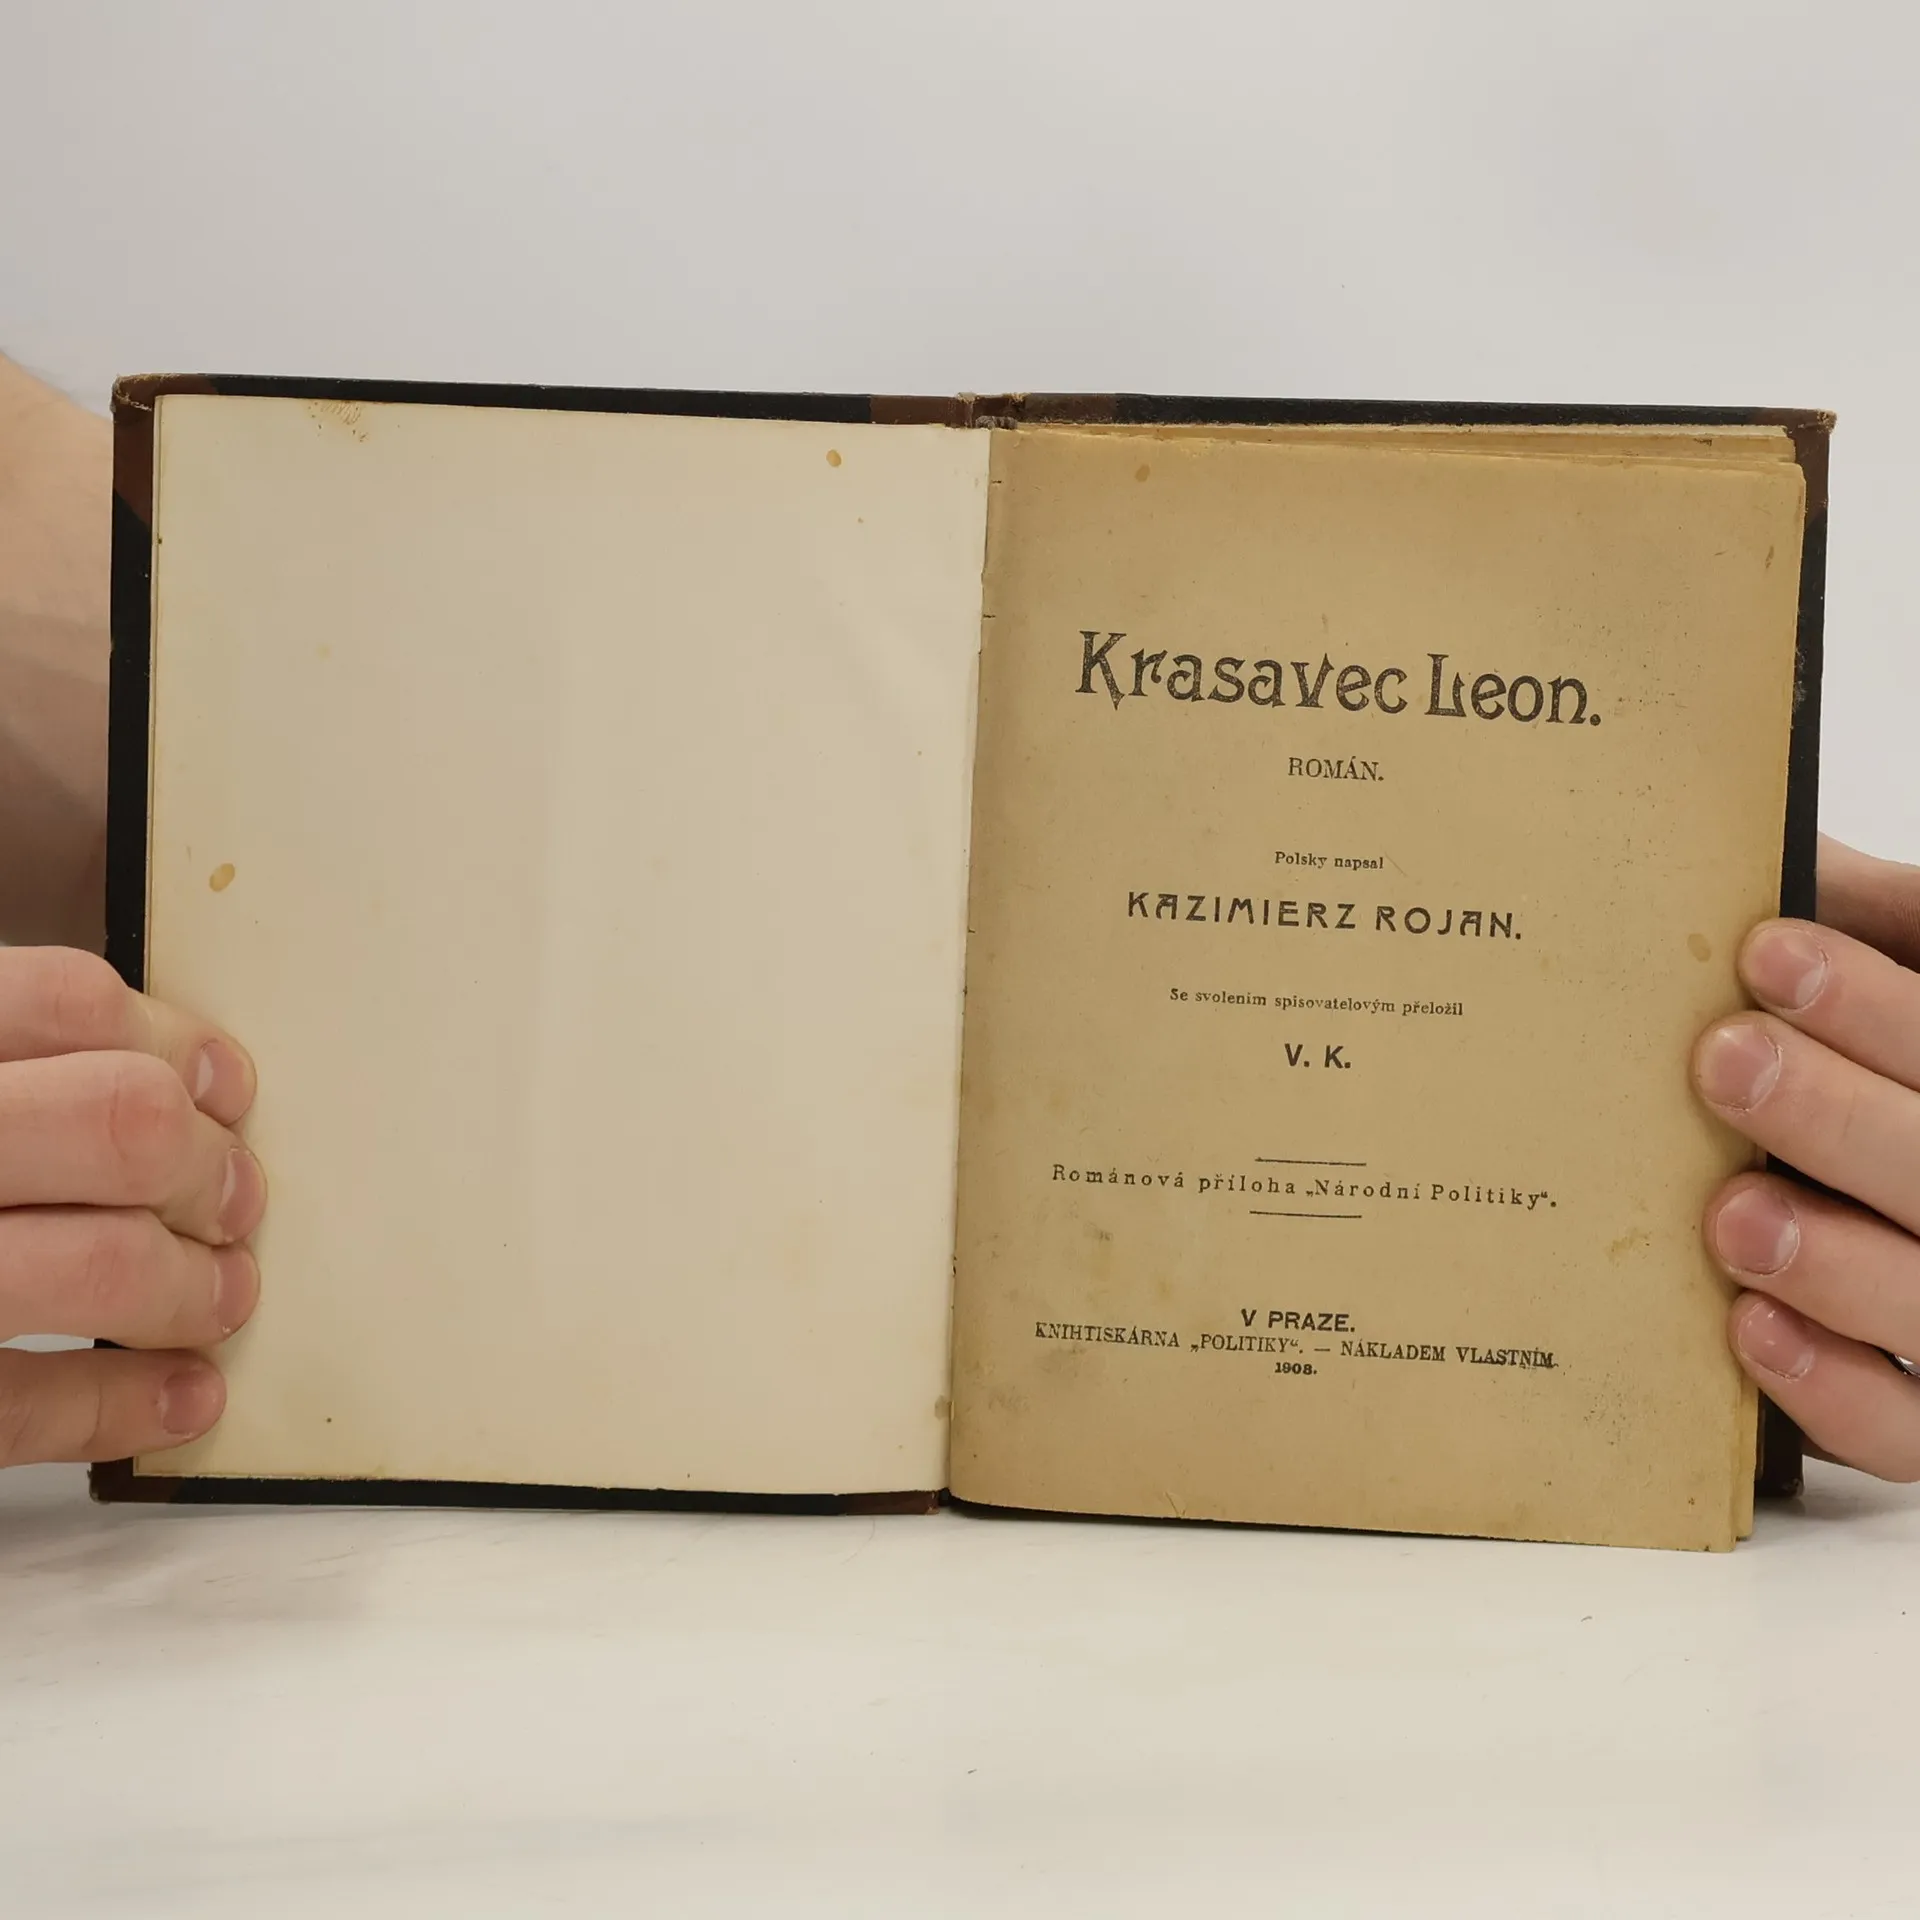 Krasavec Leon.
ROMÁN.
Polsky napsal
KAZIMIERZ ROJAN.
Se svolením spisovatelovým přeložil
V. K.
Románová příloha „Národní Politiky“.
V PRAZE.
KNIHTISKÁRNA „POLITIKY“. — NÁKLADEM VLASTNÍM.
1908.